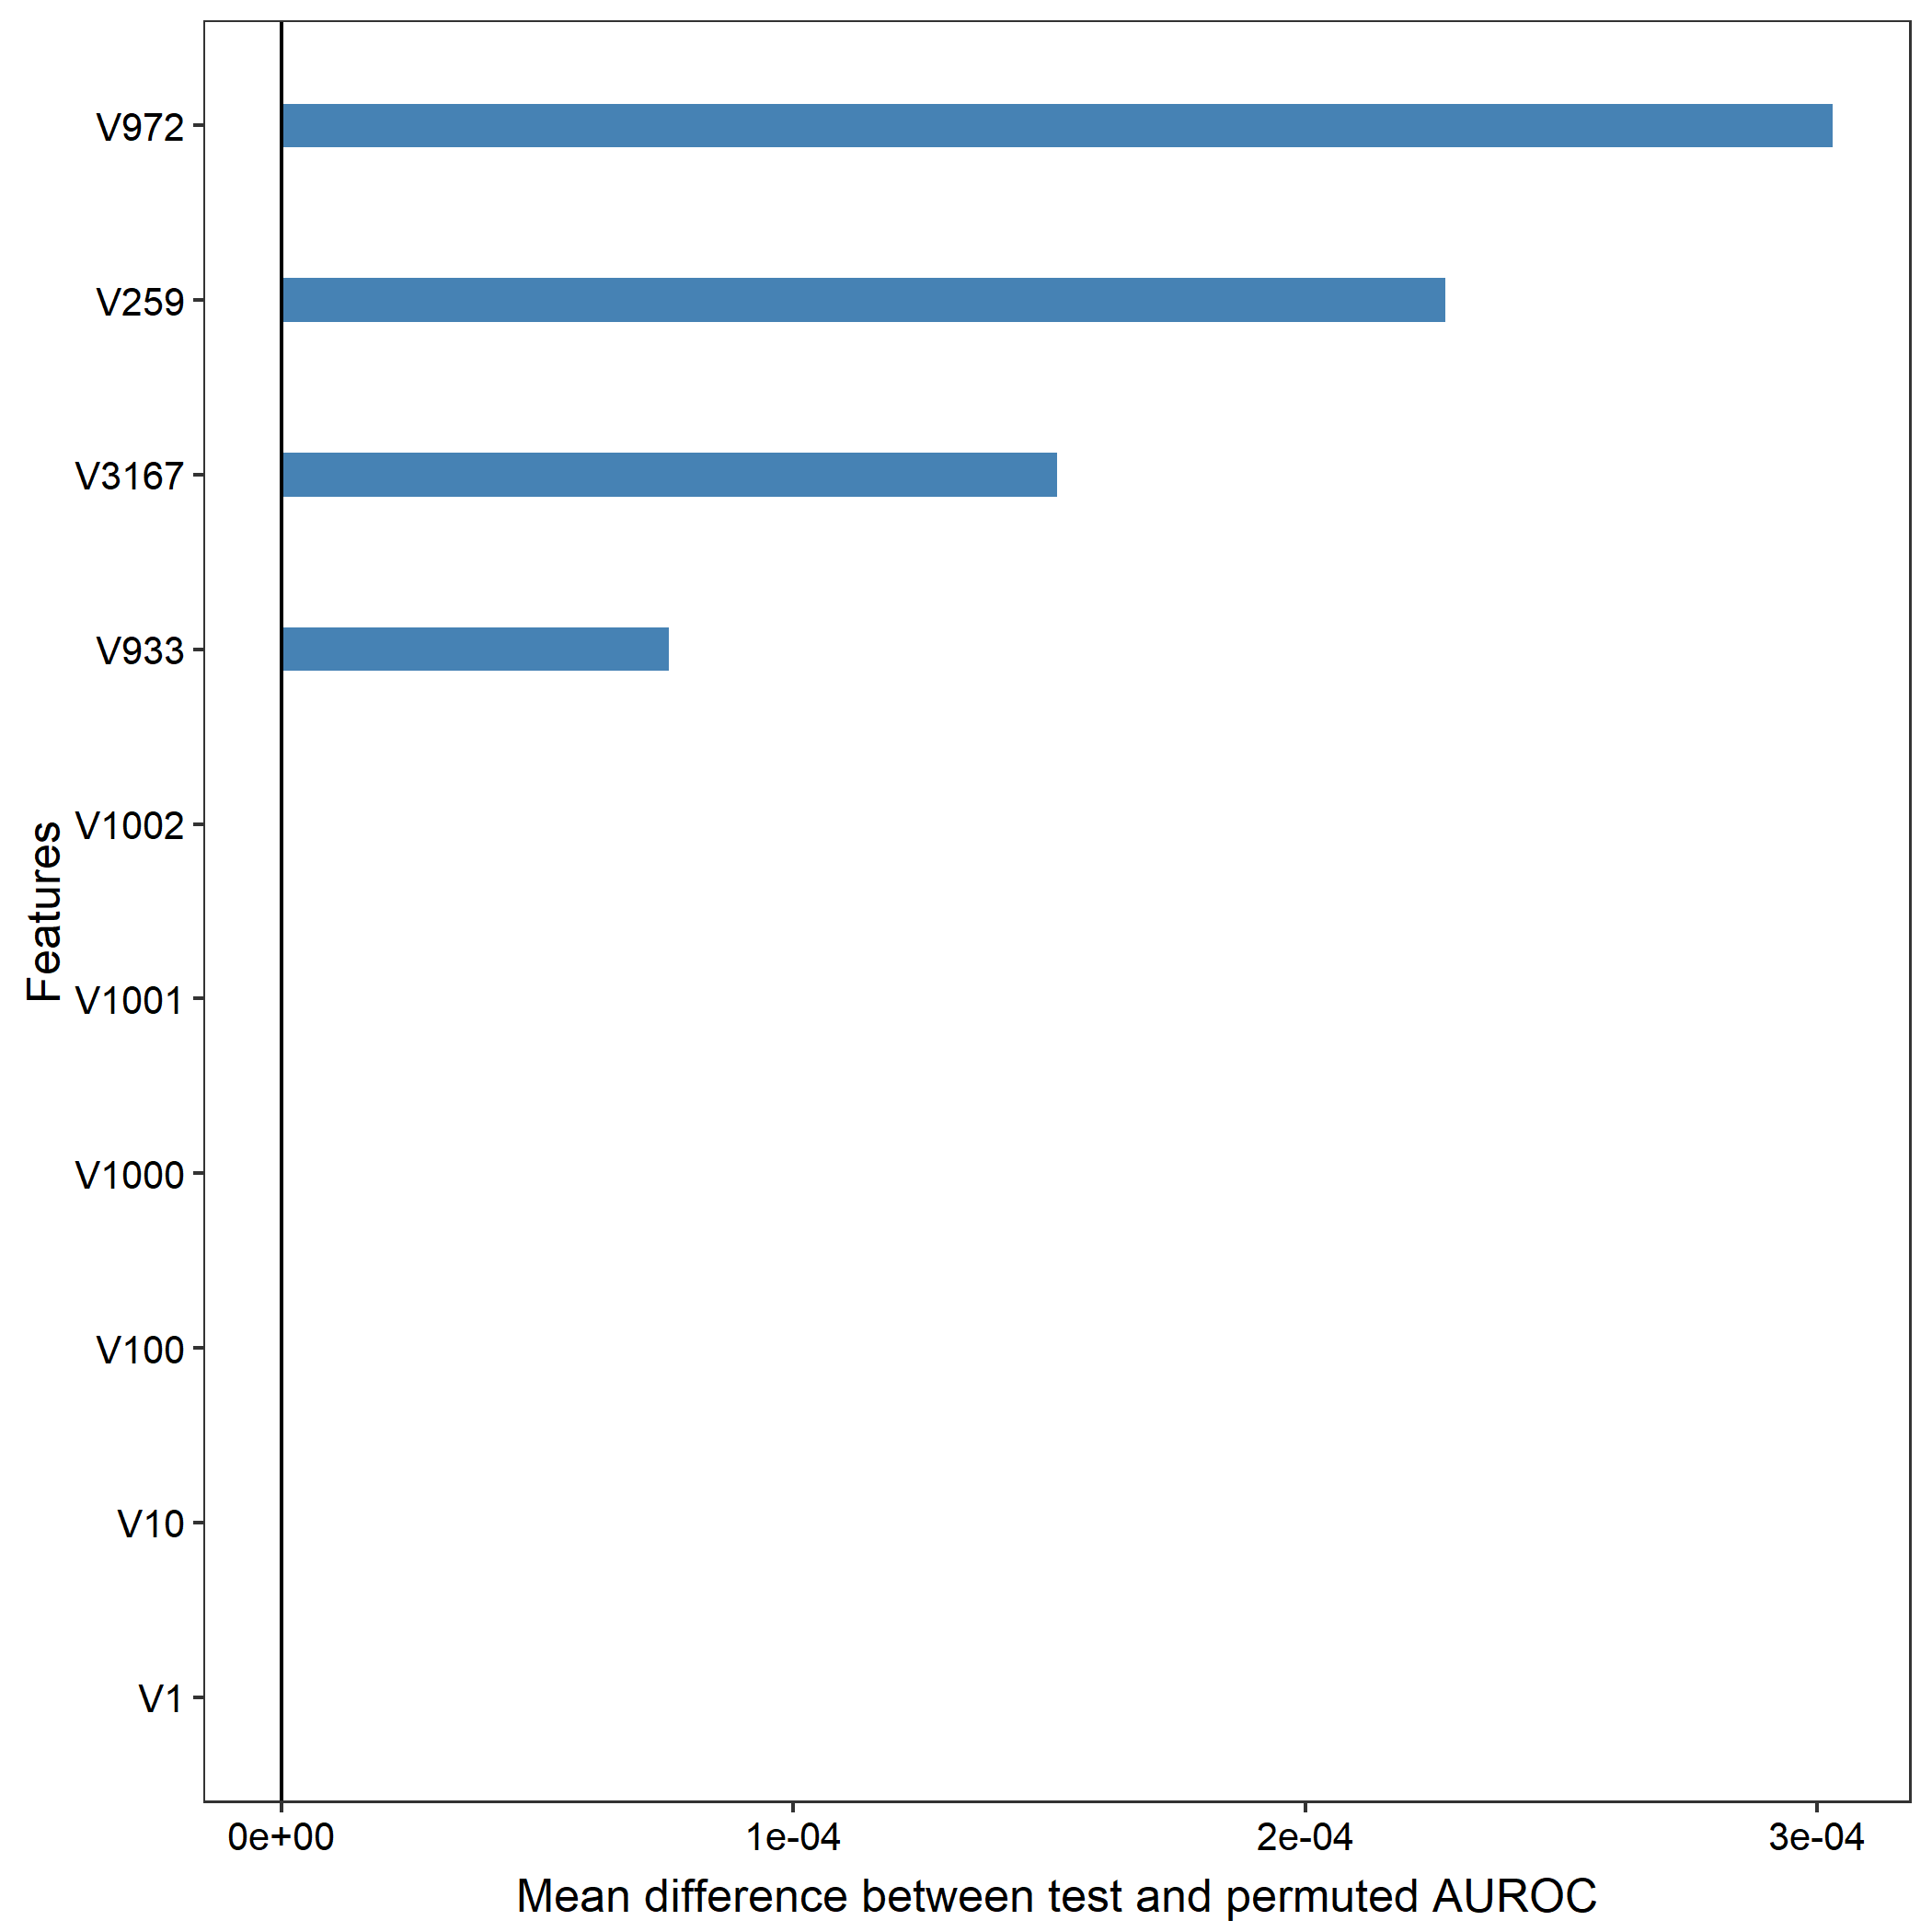 V972
V259
V3167
V933
V1002
V1001
V1000
V100
V10
V1
Features
0e+00 1e-04 2e-04 3e-04
Mean difference between test and permuted AUROC